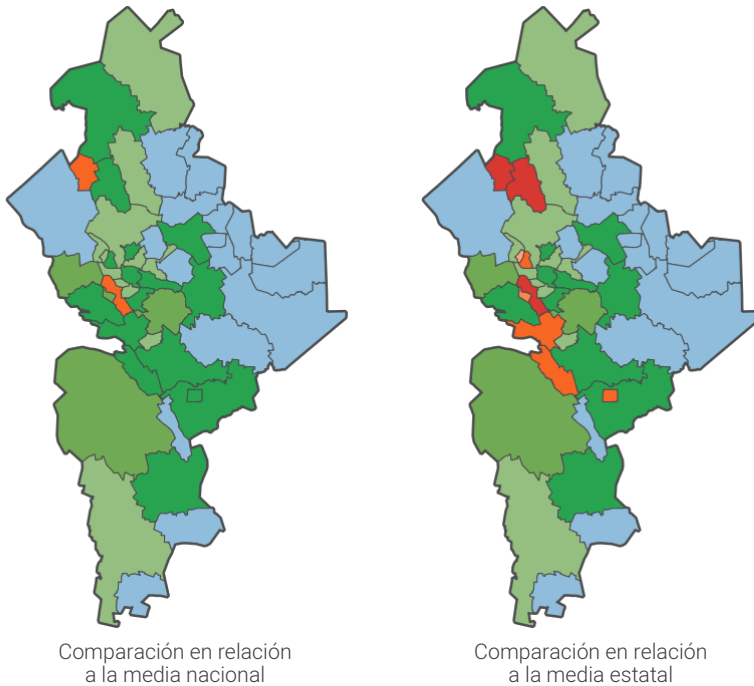 Comparación en relación
a la media nacional
Comparación en relación
a la media estatal